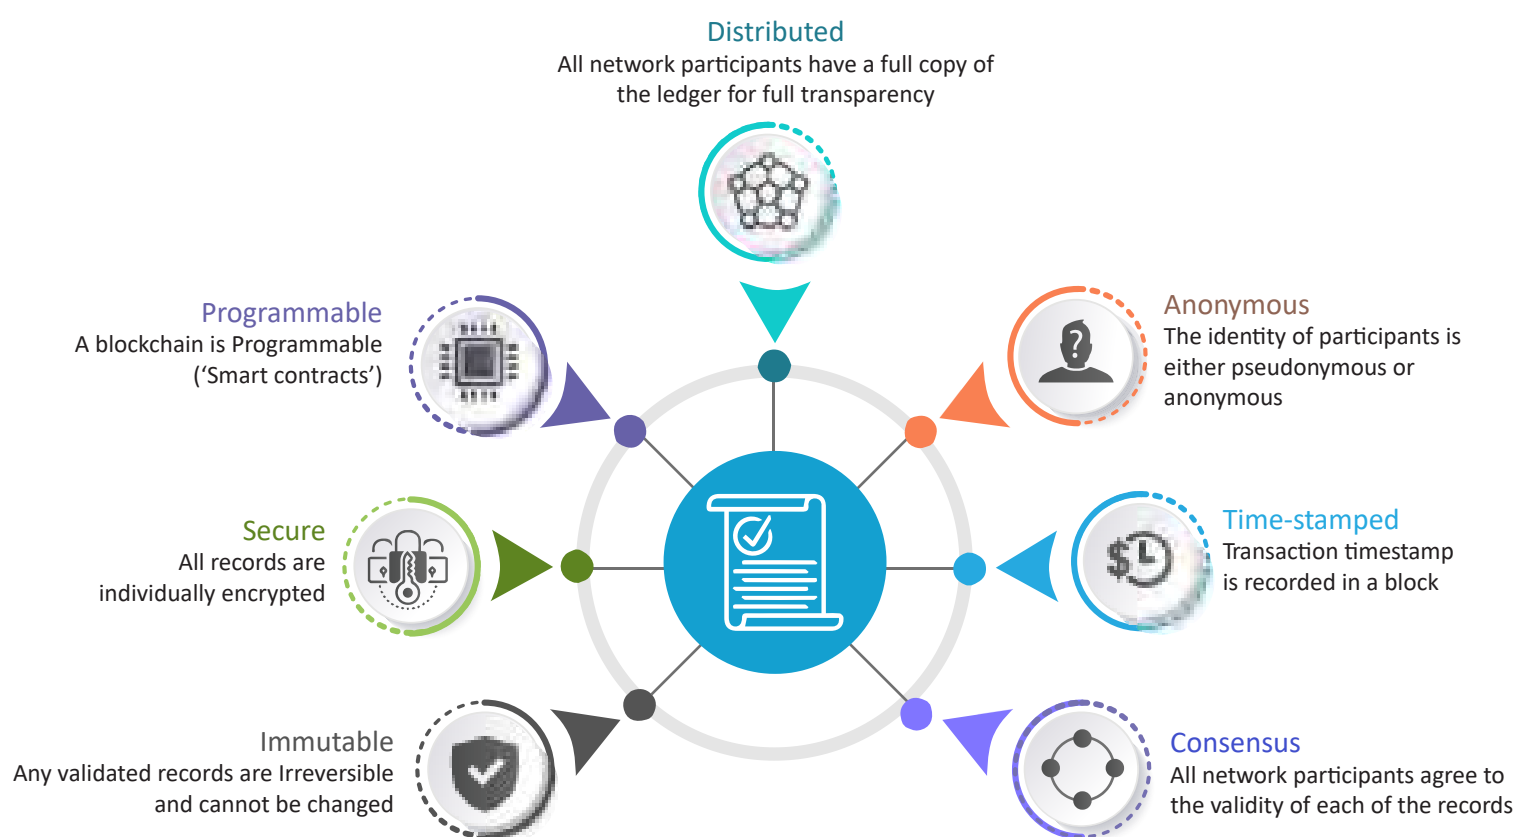 Distributed
All network participants have a full copy of
the ledger for full transparency
Programmable
A blockchain is Programmable
(‘Smart contracts’)
Anonymous
The identity of participants is
either pseudonymous or
anonymous
Secure
All records are
individually encrypted
Time-stamped
Transaction timestamp
is recorded in a block
Immutable
Any validated records are Irreversible
and cannot be changed
Consensus
All network participants agree to
the validity of each of the records